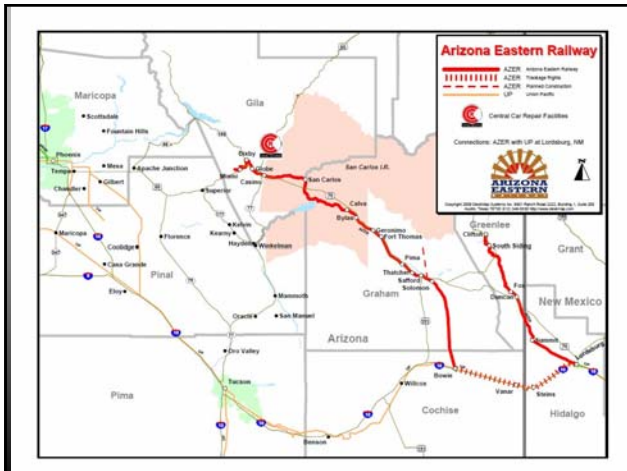 Arizona Eastern Railway
AZER Arizona Eastern Railway
AZER Trackage Rights
AZER Planned Construction
UP Union Pacific
Central Car Repair Facilities
Connections: AZER with UP at Lordsburg, NM
ARIZONA
EASTERN
N
Maricopa
Scottsdale
Fountain Hills
Phoenix
Mesa
Tempe
Apache Junction
Chandler
Gilbert
Maricopa
Coolidge
Casa Grande
Eloy
Pinal
Florence
Superior
Kelvin
Kearny
Hayden
Winkelman
Mammoth
Oracle
San Manuel
Oro Valley
Tucson
Pima
Gila
Globe
San Carlos
San Carlos I.R.
Calva
Bylas
Geronimo
Fort Thomas
Pima
Thatcher
Safford
Solomon
Graham
Arizona
Greenlee
Clifton
South Siding
Grant
New Mexico
Duncan
Summit
Lordsburg
Hidalgo
Steins
Vanar
Bowie
Willcox
Cochise
Benson